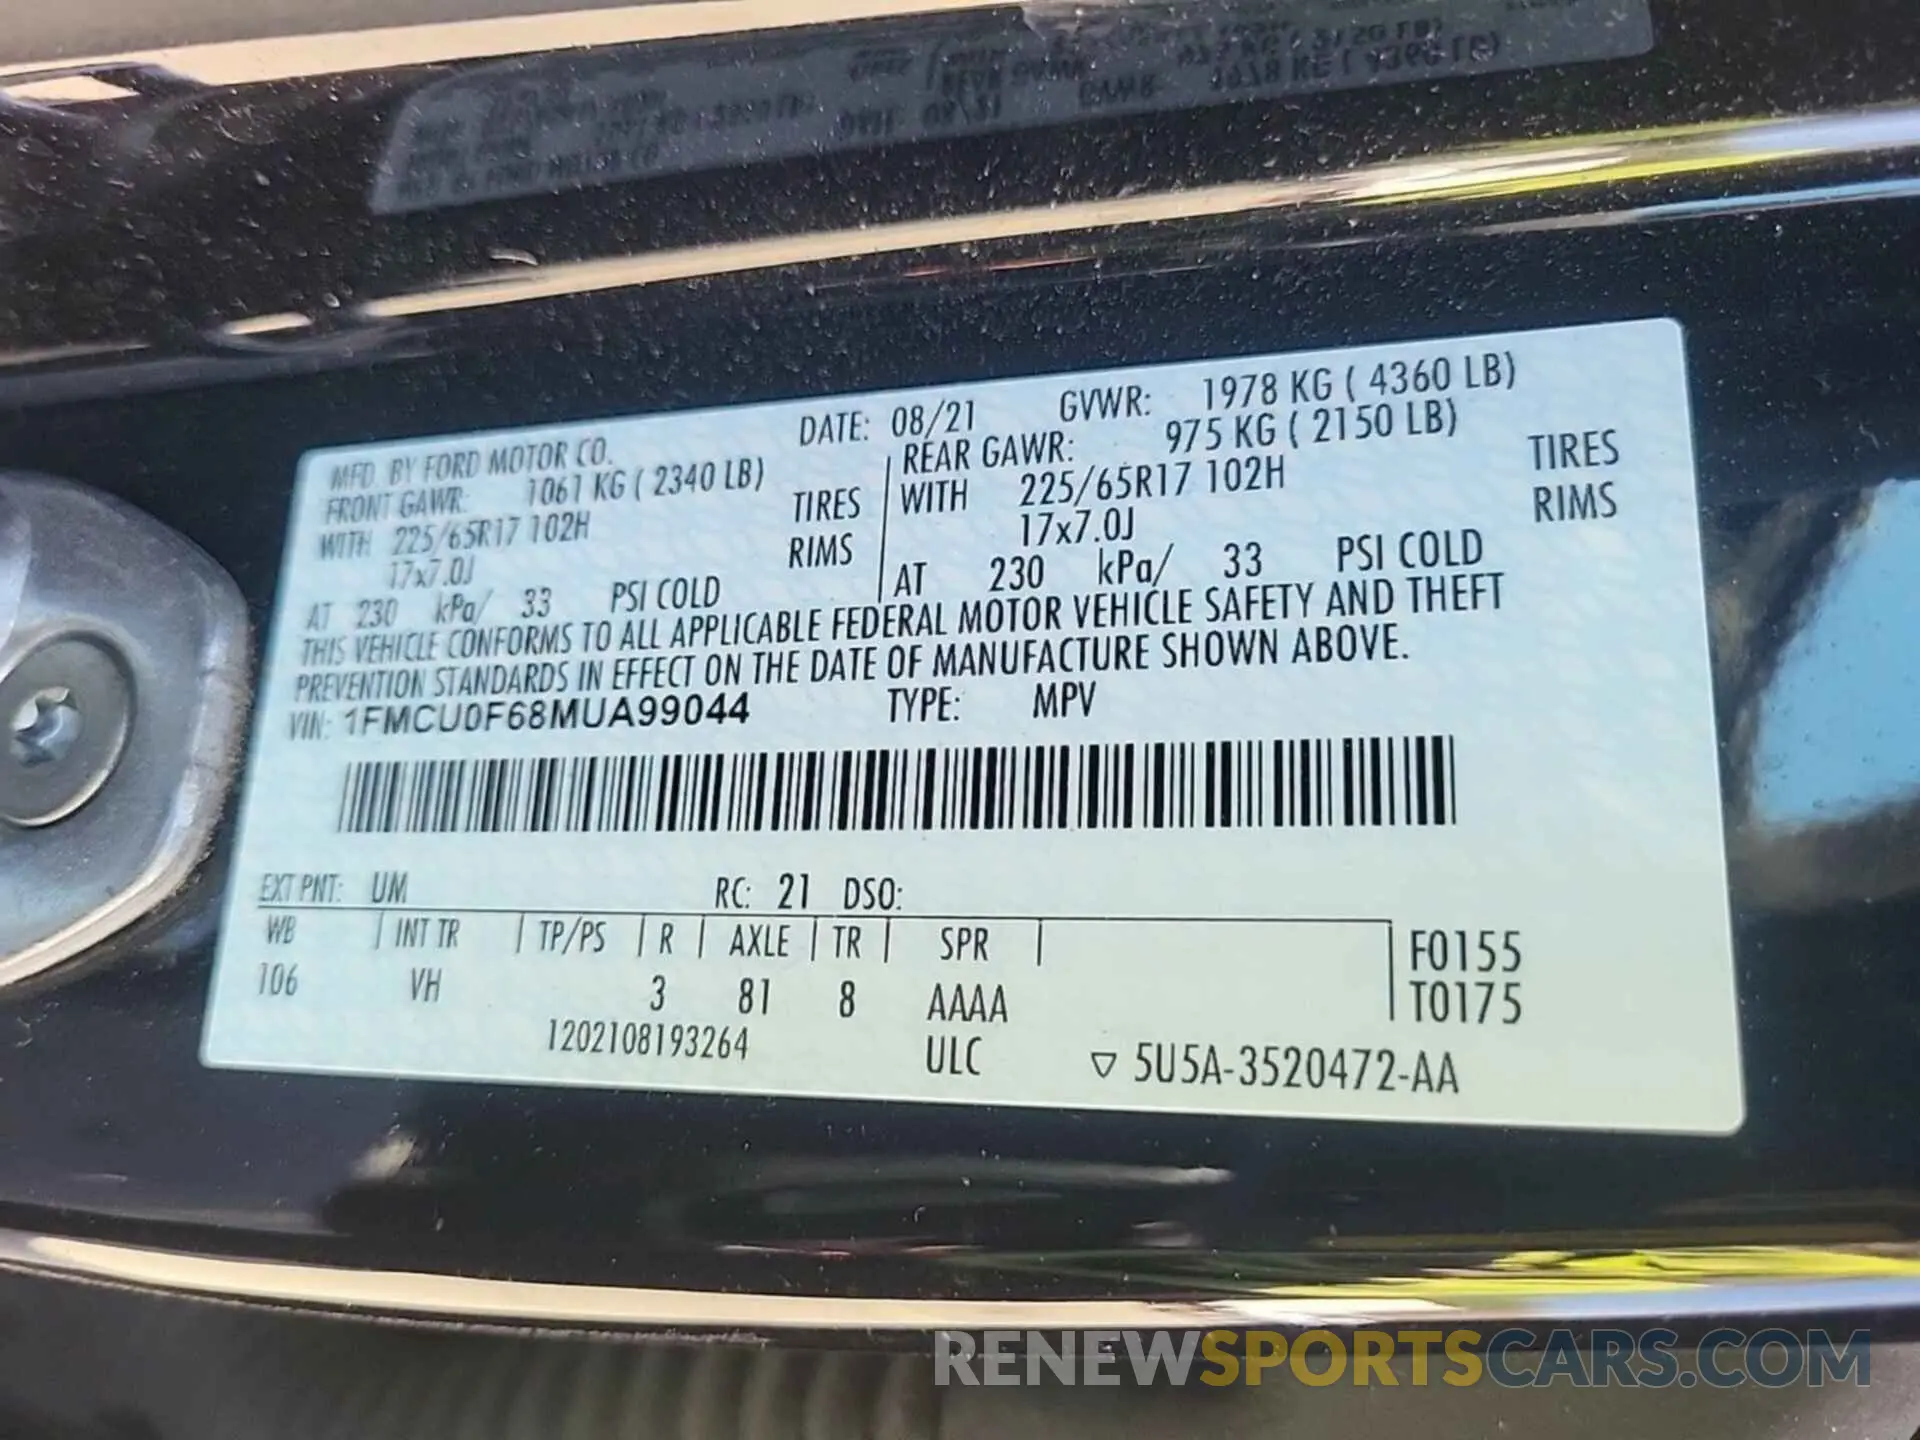 MFD. BY FORD MOTOR CO. DATE: 08/21 GVWR: 1978 KG ( 4360 LB)
FRONT GAWR: 1061 KG ( 2340 LB) REAR GAWR: 975 KG ( 2150 LB)
WITH 225/65R17 102H TIRES WITH 225/65R17 102H TIRES
17x7.0J RIMS 17x7.0J RIMS
AT 230 kPa/ 33 PSI COLD AT 230 kPa/ 33 PSI COLD
THIS VEHICLE CONFORMS TO ALL APPLICABLE FEDERAL MOTOR VEHICLE SAFETY AND THEFT
PREVENTION STANDARDS IN EFFECT ON THE DATE OF MANUFACTURE SHOWN ABOVE.
VIN: 1FMCU0F68MUA99044 TYPE: MPV
EXT PNT: UM RC: 21 DSO:
WB INT TR TP/PS R AXLE TR SPR F0155
106 VH 3 81 8 AAAA T0175
1202108193264 ULC ▽ 5U5A-3520472-AA
RENEWSPORTSCARS.COM